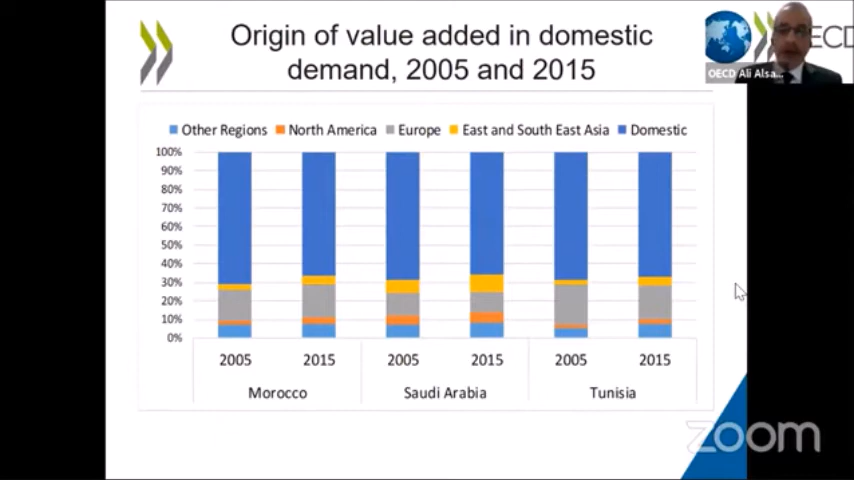 Origin of value added in domestic
demand, 2005 and 2015
OECD
OECD Ali Alsa...
Other Regions North America Europe East and South East Asia Domestic
100%
90%
80%
70%
60%
50%
40%
30%
20%
10%
0%
2005 2015 2005 2015 2005 2015
Morocco Saudi Arabia Tunisia
zoom